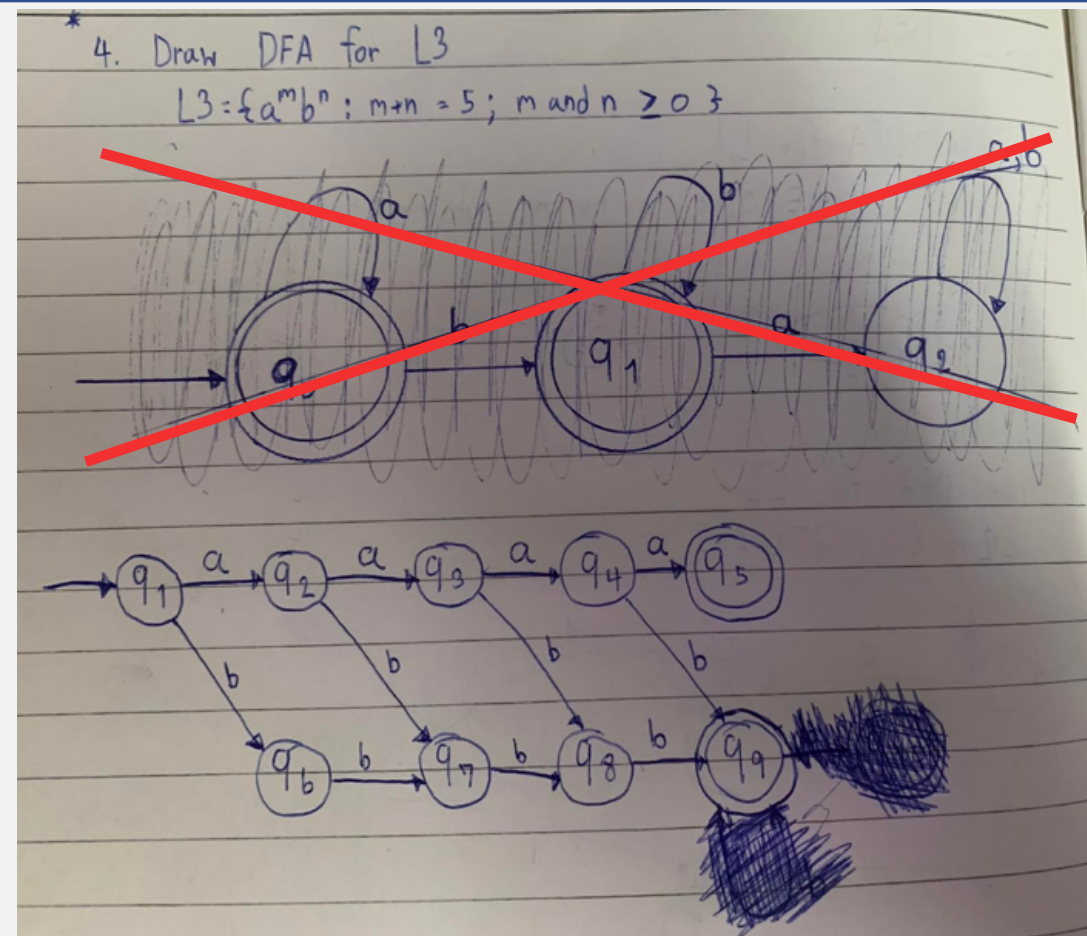 *
4. Draw DFA for L3
L3 = {aᵐbⁿ : m+n = 5; m and n ≥ 0}
a b a,b
b a
q q₁ q₂
a a a a
q₁ q₂ q₃ q₄ q₅
b b b b
b b b
q₆ q₇ q₈ q₉